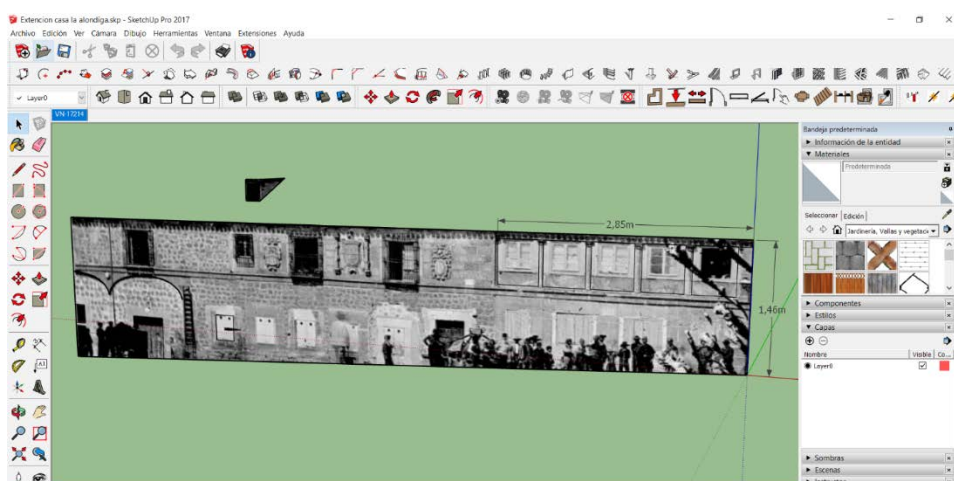 Extencion casa la alondiga.skp - SketchUp Pro 2017
Archivo Edición Ver Cámara Dibujo Herramientas Ventana Extensiones Ayuda
Layer0
VN 17214
2,85m
1,46m
Bandeja predeterminada
Información de la entidad
Materiales
Predeterminada
Seleccionar Edición
Jardinería, Vallas y vegetaci
Componentes
Estilos
Capas
Nombre Visible Co...
Layer0
Sombras
Escenas